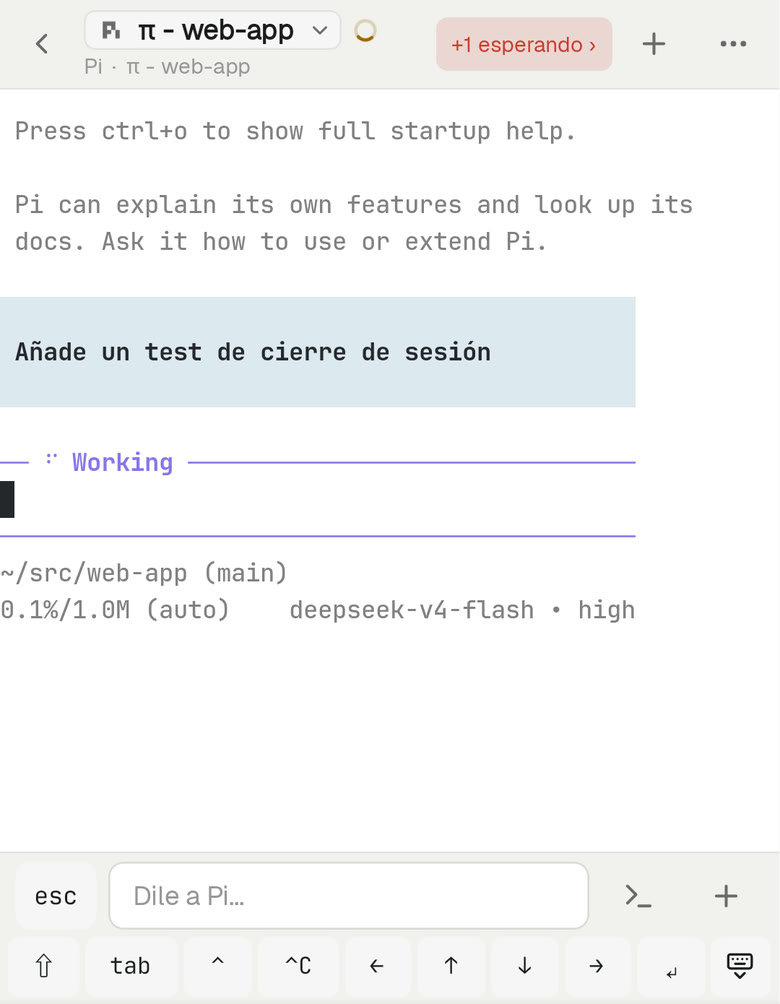 π - web-app
+1 esperando ›
Pi · π - web-app
Press ctrl+o to show full startup help.
Pi can explain its own features and look up its
docs. Ask it how to use or extend Pi.
Añade un test de cierre de sesión
Working
~/src/web-app (main)
0.1%/1.0M (auto) deepseek-v4-flash • high
esc Dile a Pi...
⇧ tab ^ ^C ← ↑ ↓ → ↵